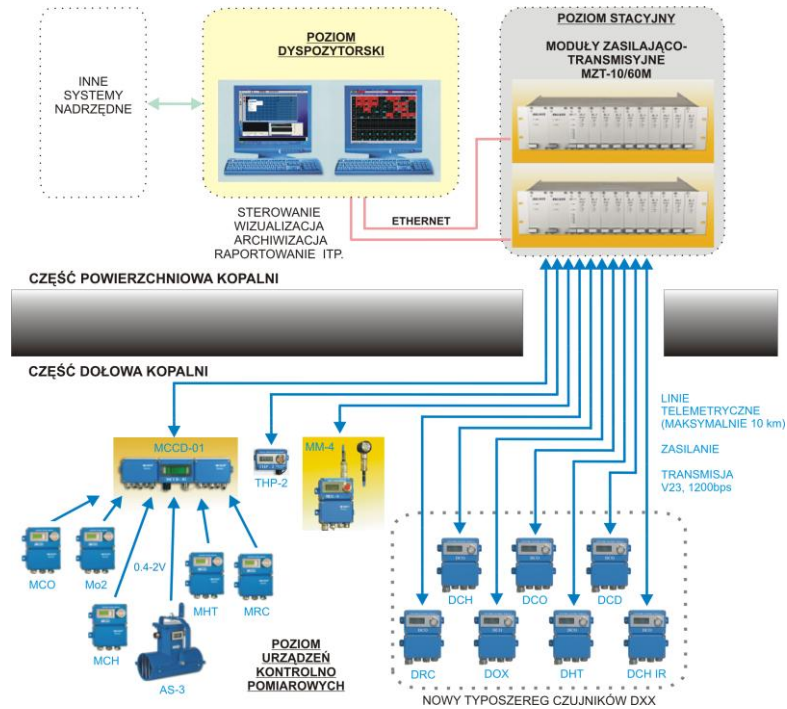 INNE
SYSTEMY
NADRZĘDNE
POZIOM
DYSPOZYTORSKI
STEROWANIE
WIZUALIZACJA
ARCHIWIZACJA
RAPORTOWANIE ITP.
ETHERNET
POZIOM STACYJNY
MODUŁY ZASILAJĄCO-
TRANSMISYJNE
MZT-10/60M
CZĘŚĆ POWIERZCHNIOWA KOPALNI
CZĘŚĆ DOŁOWA KOPALNI
LINIE
TELEMETRYCZNE
(MAKSYMALNIE 10 km)
ZASILANIE
TRANSMISJA
V23, 1200bps
MCCD-01
THP-2
MM-4
MCO
Mo2
0.4-2V
MHT
MRC
MCH
AS-3
POZIOM
URZĄDZEŃ
KONTROLNO
POMIAROWYCH
DCH
DCO
DCD
DRC
DOX
DHT
DCH IR
NOWY TYPOSZEREG CZUJNIKÓW DXX